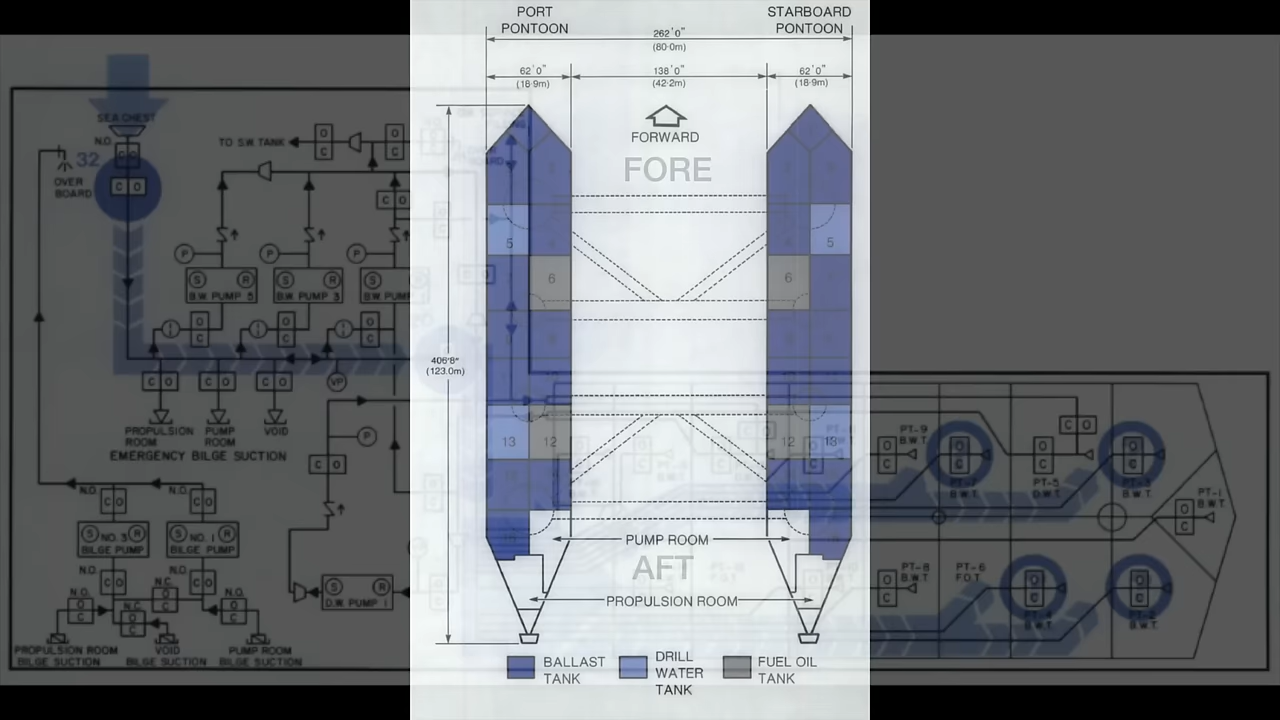 PORT
PONTOON
STARBOARD
PONTOON
262'0"
(80·0m)
62'0"
(18·9m)
138'0"
(42·2m)
62'0"
(18·9m)
FORWARD
FORE
5
5
6
6
406'8"
(123.0m)
13
12
12
13
PUMP ROOM
AFT
PROPULSION ROOM
BALLAST
TANK
DRILL
WATER
TANK
FUEL OIL
TANK
SEA CHEST
N.O.
C O
32
OVER
BOARD
C O
TO S.W. TANK
O
C
O
C
C O
P
P
S R
B.W. PUMP 5
S R
B.W. PUMP 3
S
B.W. PUMP
I
O
C
I
O
C
I
O
C
C O
C O
C O
VP
PROPULSION
ROOM
PUMP
ROOM
VOID
EMERGENCY BILGE SUCTION
P
C O
N.O.
C O
N.O.
C O
S NO. 3 R
BILGE PUMP
S NO. 1 R
BILGE PUMP
S R
D.W. PUMP 1
N.O.
C O
N.C.
O
C
N.O.
C O
N.O.
O
C
N.C.
O
C
N.O.
O
C
PROPULSION ROOM
BILGE SUCTION
VOID
BILGE SUCTION
PUMP ROOM
BILGE SUCTION
PT-9
B.W.T.
O
C
PT-7
B.W.T.
O
C
PT-5
D.W.T.
O
C
C O
PT-3
B.W.T.
O
C
PT-1
B.W.T.
O
C
PT-8
B.W.T.
O
C
PT-6
F.O.T.
PT-4
B.W.T.
O
C
PT-2
B.W.T.
O
C